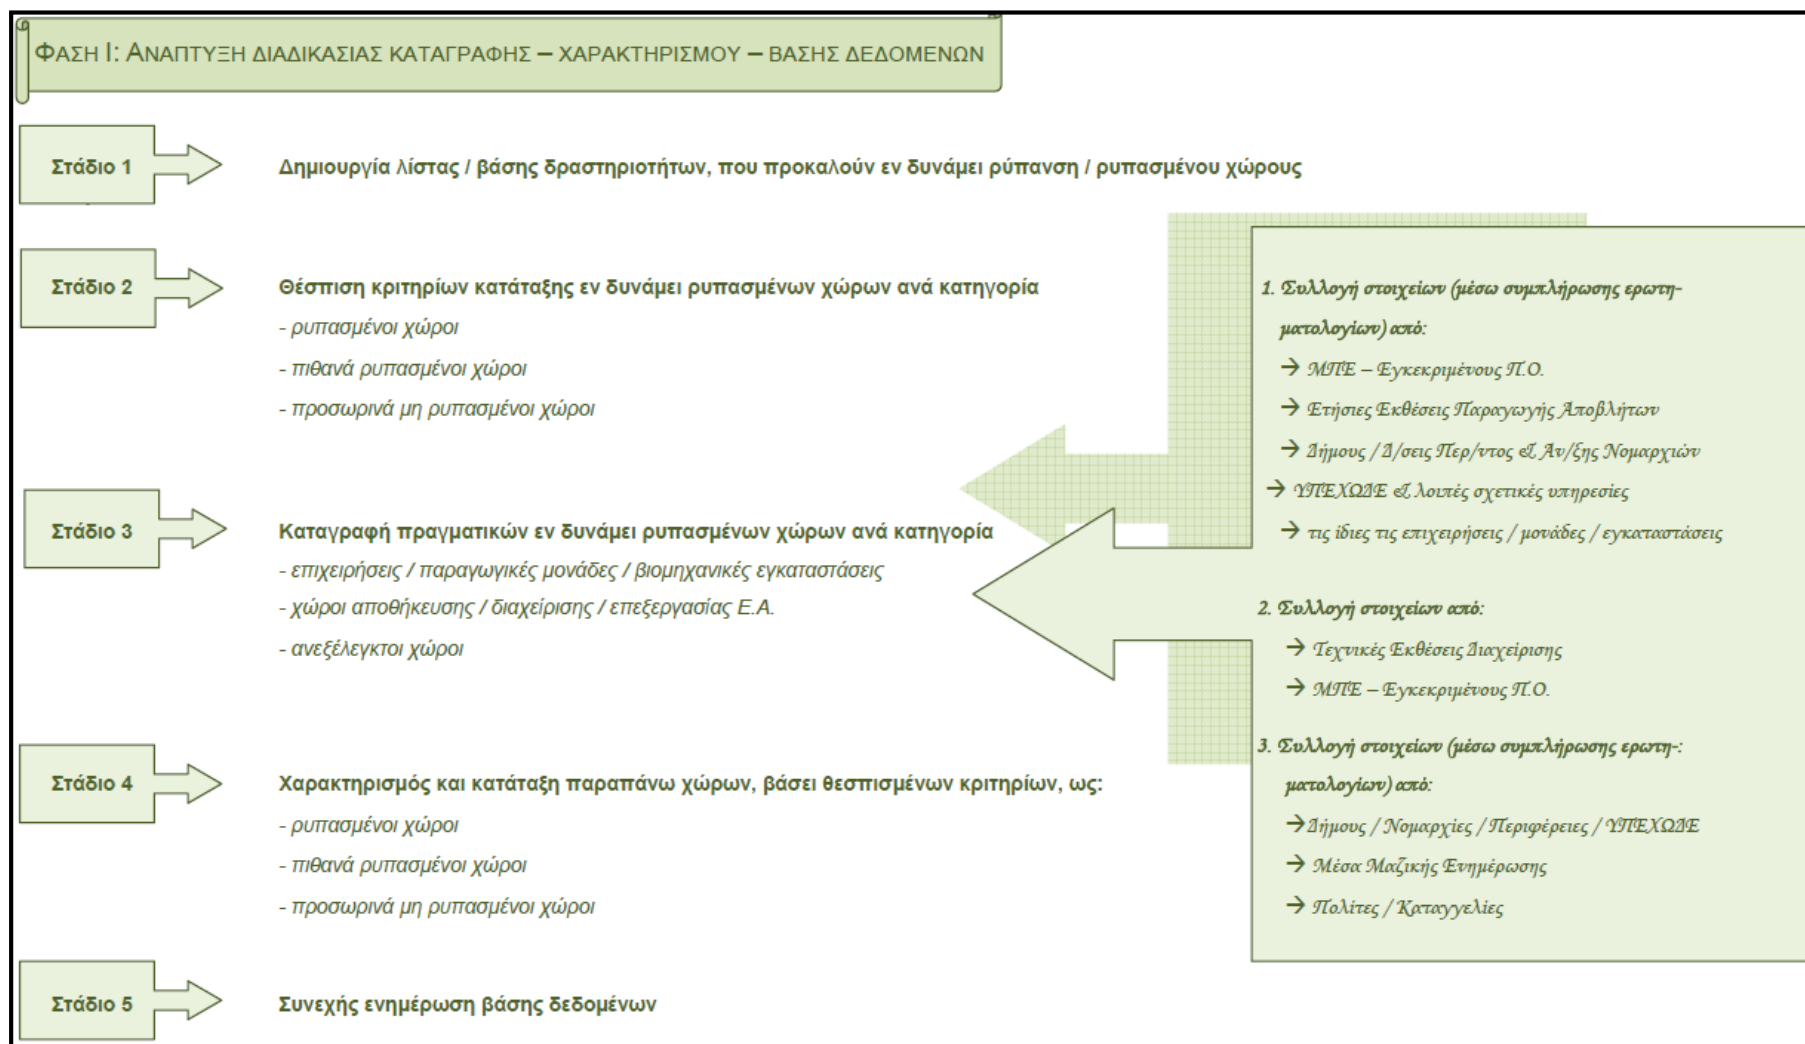 ΦΑΣΗ Ι: ΑΝΑΠΤΥΞΗ ΔΙΑΔΙΚΑΣΙΑΣ ΚΑΤΑΓΡΑΦΗΣ – ΧΑΡΑΚΤΗΡΙΣΜΟΥ – ΒΑΣΗΣ ΔΕΔΟΜΕΝΩΝ
Στάδιο 1
Δημιουργία λίστας / βάσης δραστηριοτήτων, που προκαλούν εν δυνάμει ρύπανση / ρυπασμένου χώρους
Στάδιο 2
Θέσπιση κριτηρίων κατάταξης εν δυνάμει ρυπασμένων χώρων ανά κατηγορία
- ρυπασμένοι χώροι
- πιθανά ρυπασμένοι χώροι
- προσωρινά μη ρυπασμένοι χώροι
Στάδιο 3
Καταγραφή πραγματικών εν δυνάμει ρυπασμένων χώρων ανά κατηγορία
- επιχειρήσεις / παραγωγικές μονάδες / βιομηχανικές εγκαταστάσεις
- χώροι αποθήκευσης / διαχείρισης / επεξεργασίας Ε.Α.
- ανεξέλεγκτοι χώροι
Στάδιο 4
Χαρακτηρισμός και κατάταξη παραπάνω χώρων, βάσει θεσπισμένων κριτηρίων, ως:
- ρυπασμένοι χώροι
- πιθανά ρυπασμένοι χώροι
- προσωρινά μη ρυπασμένοι χώροι
Στάδιο 5
Συνεχής ενημέρωση βάσης δεδομένων
1. Συλλογή στοιχείων (μέσω συμπλήρωσης ερωτη-
ματολογίων) από:
→ ΜΠΕ – Εγκεκριμένους Π.Ο.
→ Ετήσιες Εκθέσεις Παραγωγής Αποβλήτων
→ Δήμους / Δ/σεις Περ/ντος & Αν/ξης Νομαρχιών
→ ΥΠΕΧΩΔΕ & λοιπές σχετικές υπηρεσίες
→ τις ίδιες τις επιχειρήσεις / μονάδες / εγκαταστάσεις
2. Συλλογή στοιχείων από:
→ Τεχνικές Εκθέσεις Διαχείρισης
→ ΜΠΕ – Εγκεκριμένους Π.Ο.
3. Συλλογή στοιχείων (μέσω συμπλήρωσης ερωτη-:
ματολογίων) από:
→Δήμους / Νομαρχίες / Περιφέρειες / ΥΠΕΧΩΔΕ
→ Μέσα Μαζικής Ενημέρωσης
→ Πολίτες / Καταγγελίες